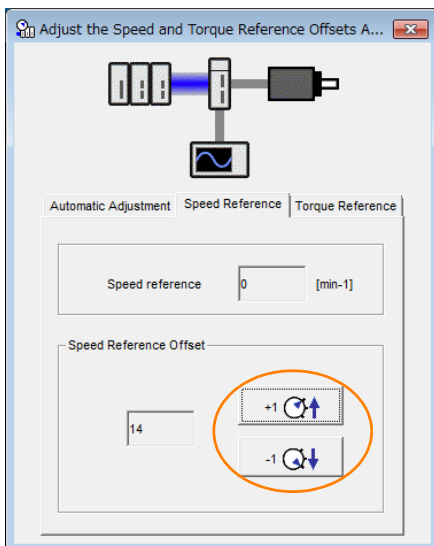 Adjust the Speed and Torque Reference Offsets A...
Automatic Adjustment Speed Reference Torque Reference
Speed reference 0 [min-1]
Speed Reference Offset
+1
14
-1